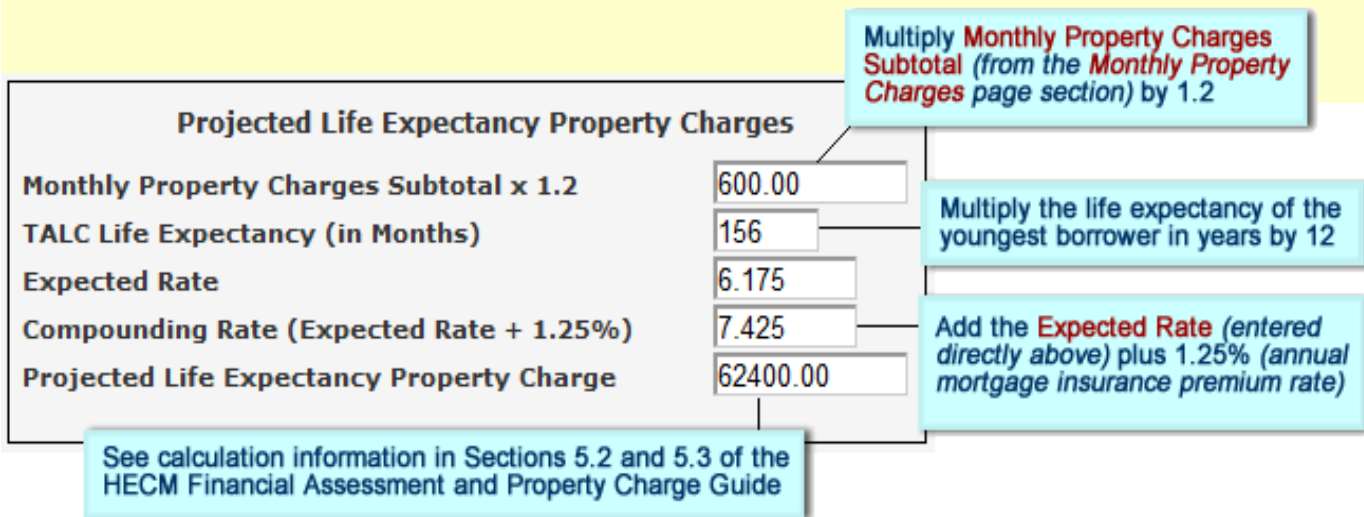 Multiply Monthly Property Charges
Subtotal (from the Monthly Property
Charges page section) by 1.2
Projected Life Expectancy Property Charges
Monthly Property Charges Subtotal x 1.2
600.00
TALC Life Expectancy (in Months)
156
Multiply the life expectancy of the
youngest borrower in years by 12
Expected Rate
6.175
Compounding Rate (Expected Rate + 1.25%)
7.425
Add the Expected Rate (entered
directly above) plus 1.25% (annual
mortgage insurance premium rate)
Projected Life Expectancy Property Charge
62400.00
See calculation information in Sections 5.2 and 5.3 of the
HECM Financial Assessment and Property Charge Guide